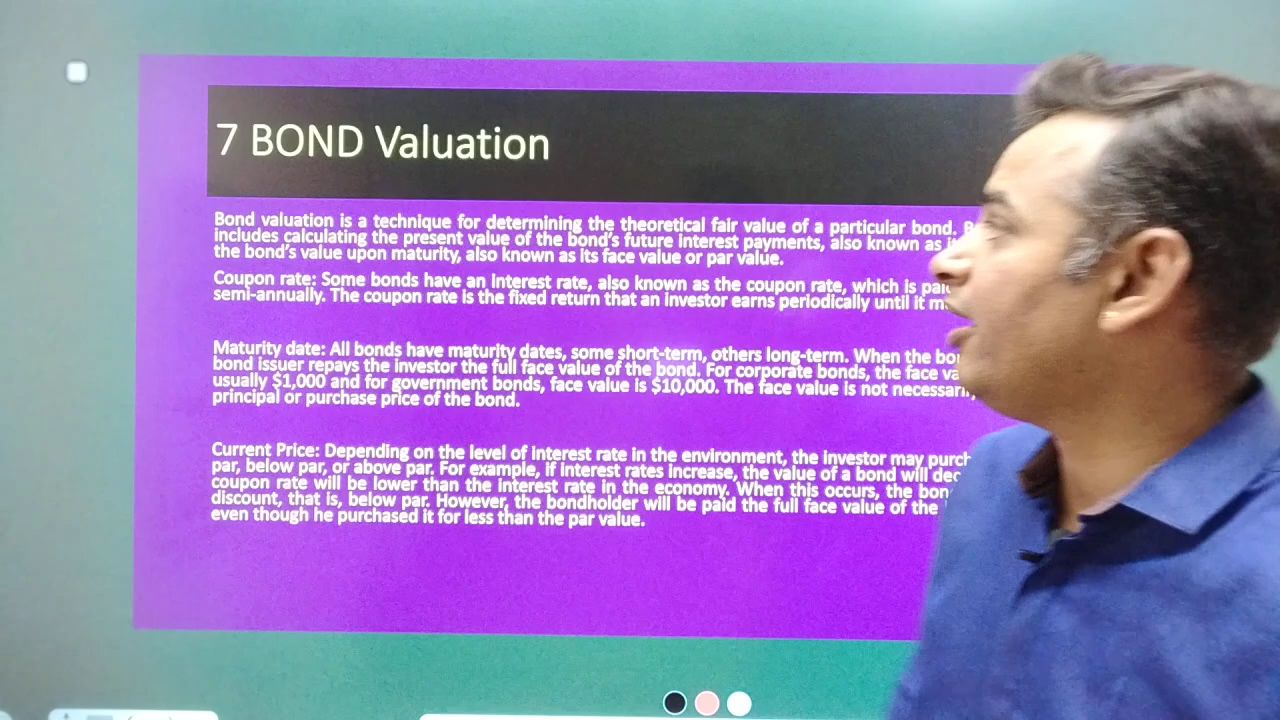 7 BOND Valuation
Bond valuation is a technique for determining the theoretical fair value of a particular bond.
includes calculating the present value of the bond's future interest payments, also known as
the bond's value upon maturity, also known as its face value or par value.
Coupon rate: Some bonds have an interest rate, also known as the coupon rate, which is
semi-annually. The coupon rate is the fixed return that an investor earns periodically until it
Maturity date: All bonds have maturity dates, some short-term, others long-term. When the
bond issuer repays the investor the full face value of the bond. For corporate bonds, the face
usually $1,000 and for government bonds, face value is $10,000. The face value is not
principal or purchase price of the bond.
Current Price: Depending on the level of interest rate in the environment, the investor may
par, below par, or above par. For example, if interest rates increase, the value of a bond will
coupon rate will be lower than the interest rate in the economy. When this occurs, the
discount, that is, below par. However, the bondholder will be paid the full face value of the
even though he purchased it for less than the par value.